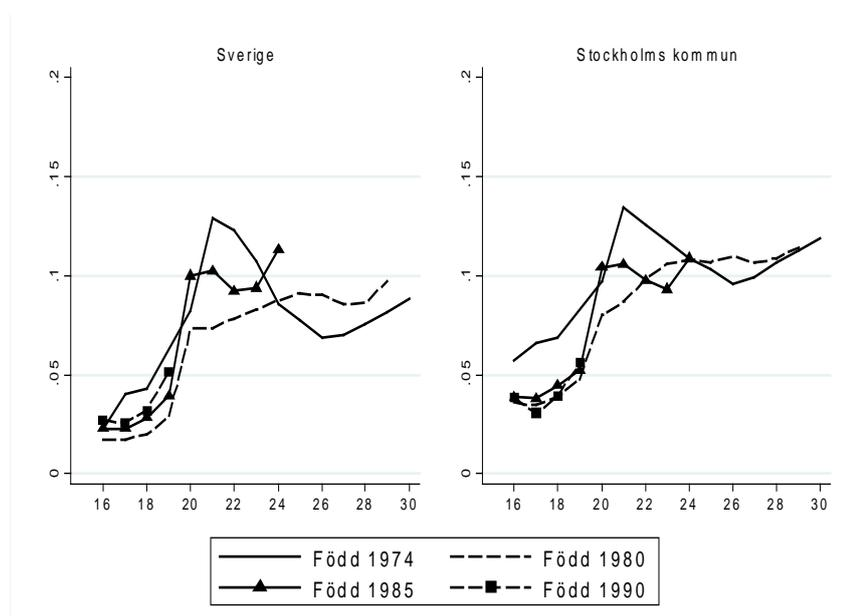 Sverige
Stockholms kommun
.2
.15
.1
.05
0
16 18 20 22 24 26 28 30
.2
.15
.1
.05
0
16 18 20 22 24 26 28 30
Född 1974 Född 1980
Född 1985 Född 1990